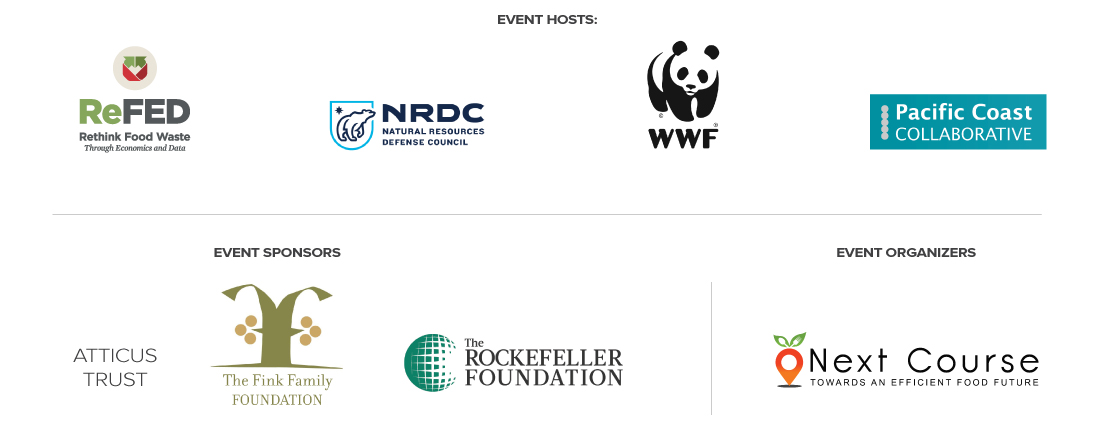 EVENT HOSTS:
ReFED
Rethink Food Waste
Through Economics and Data
NRDC
NATURAL RESOURCES
DEFENSE COUNCIL
©
®
WWF
Pacific Coast
COLLABORATIVE
EVENT SPONSORS
ATTICUS
TRUST
The Fink Family
FOUNDATION
The
ROCKEFELLER
FOUNDATION
EVENT ORGANIZERS
Next Course
TOWARDS AN EFFICIENT FOOD FUTURE